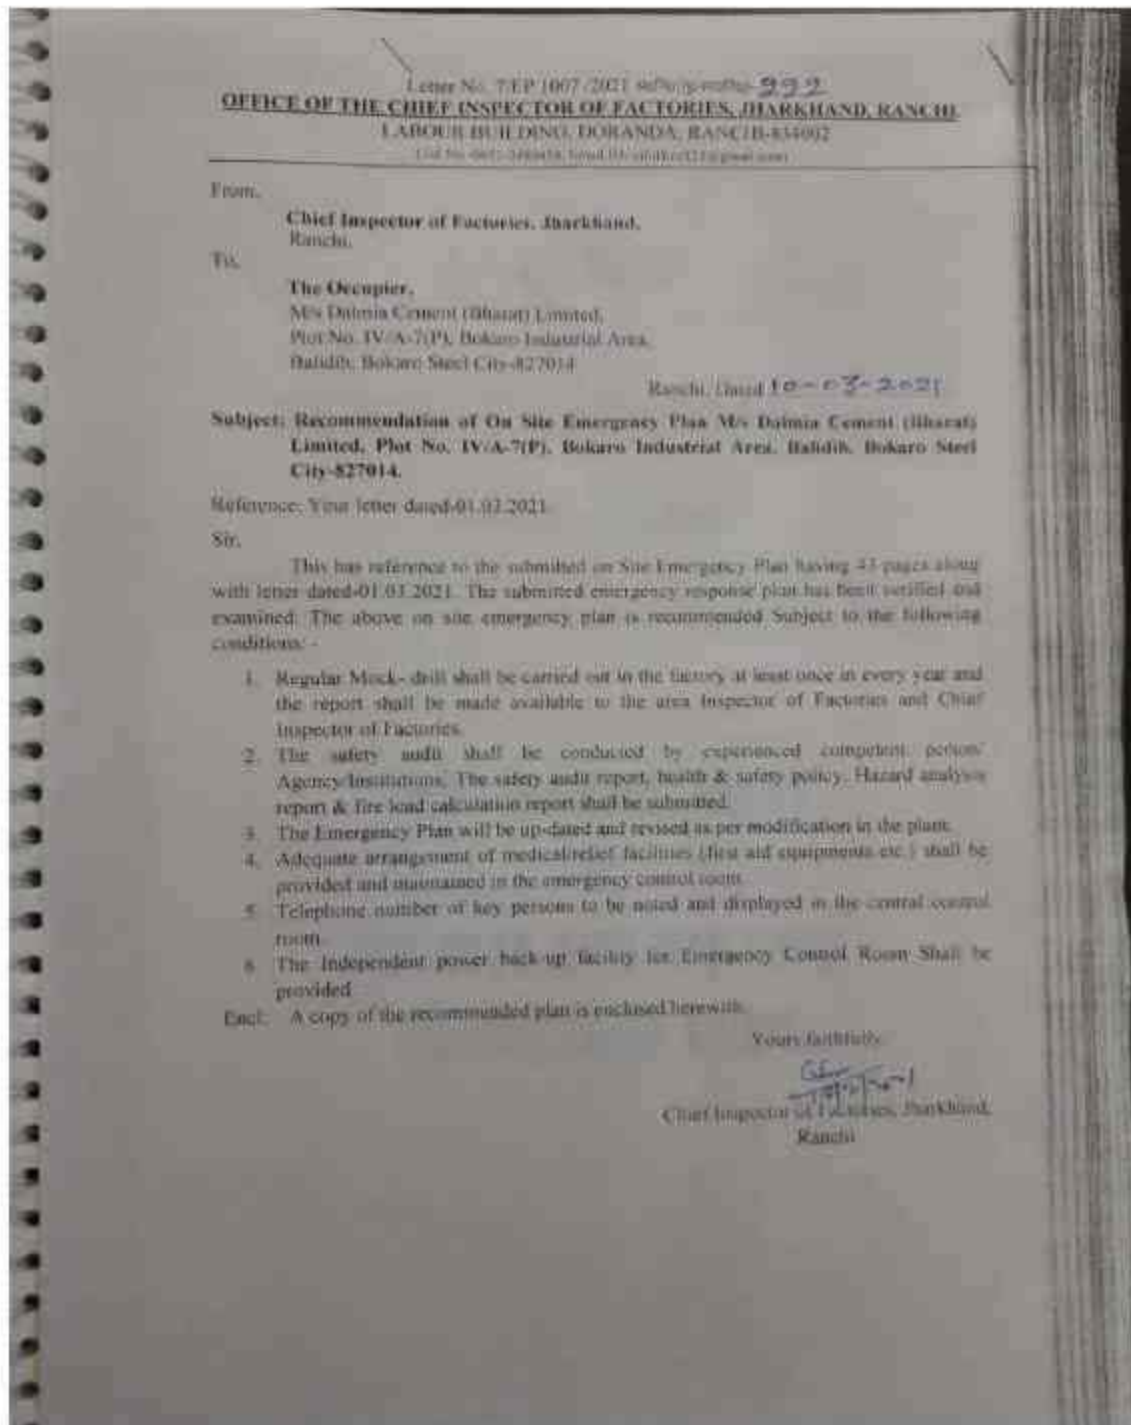 Letter No. 7/EP 1007 /2021 992
OFFICE OF THE CHIEF INSPECTOR OF FACTORIES, JHARKHAND, RANCHI
LABOUR BUILDING, DORANDA, RANCHI-834002
From,
Chief Inspector of Factories, Jharkhand,
Ranchi.
To,
The Occupier,
M/s Dalmia Cement (Bharat) Limited,
Plot No. IV/A-7(P), Bokaro Industrial Area,
Balidih, Bokaro Steel City-827014
Ranchi, Dated 10-03-2021
Subject: Recommendation of On Site Emergency Plan M/s Dalmia Cement (Bharat)
Limited, Plot No. IV/A-7(P), Bokaro Industrial Area, Balidih, Bokaro Steel
City-827014.
Reference: Your letter dated-01.03.2021
Sir,
This has reference to the submitted on Site Emergency Plan having 43 pages along
with letter dated-01.03.2021. The submitted emergency response plan has been verified and
examined. The above on site emergency plan is recommended Subject to the following
conditions: -
1. Regular Mock- drill shall be carried out in the factory at least once in every year and
the report shall be made available to the area Inspector of Factories and Chief
Inspector of Factories.
2. The safety audit shall be conducted by experienced competent person/
Agency/Institutions. The safety audit report, health & safety policy, Hazard analysis
report & fire load calculation report shall be submitted.
3. The Emergency Plan will be up-dated and revised as per modification in the plant.
4. Adequate arrangement of medical/relief facilities (first aid equipments etc.) shall be
provided and maintained in the emergency control room.
5. Telephone number of key persons to be noted and displayed in the central control
room.
6. The Independent power back-up facility for Emergency Control Room Shall be
provided
Encl: A copy of the recommended plan is enclosed herewith.
Yours faithfully
Chief Inspector of Factories, Jharkhand,
Ranchi